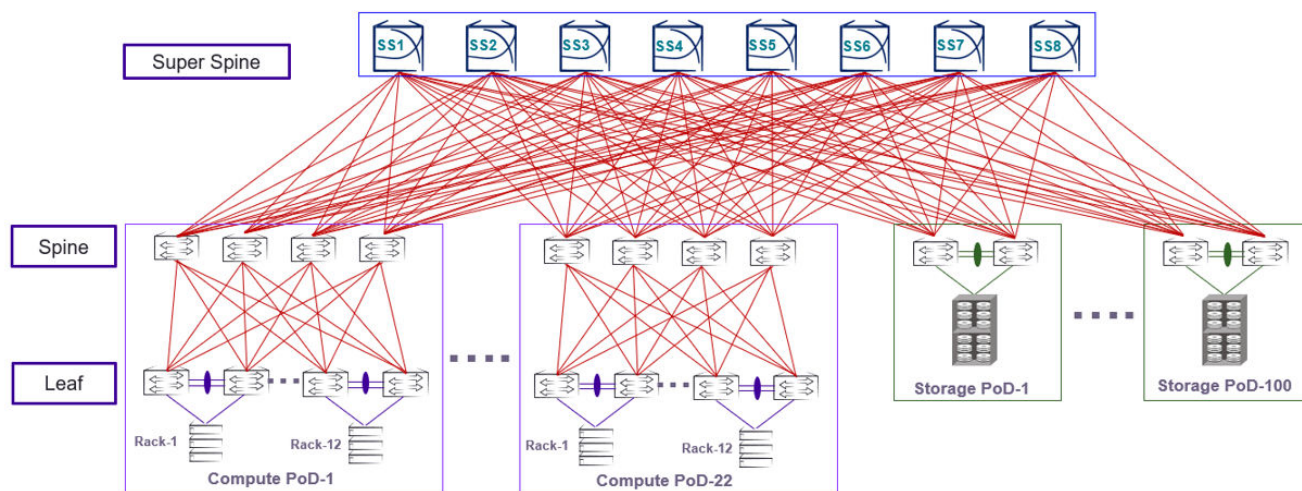 SS1 SS2 SS3 SS4 SS5 SS6 SS7 SS8
Super Spine
Spine
Leaf
Rack-1
Rack-12
Compute PoD-1
Rack-1
Rack-12
Compute PoD-22
Storage PoD-1
Storage PoD-100